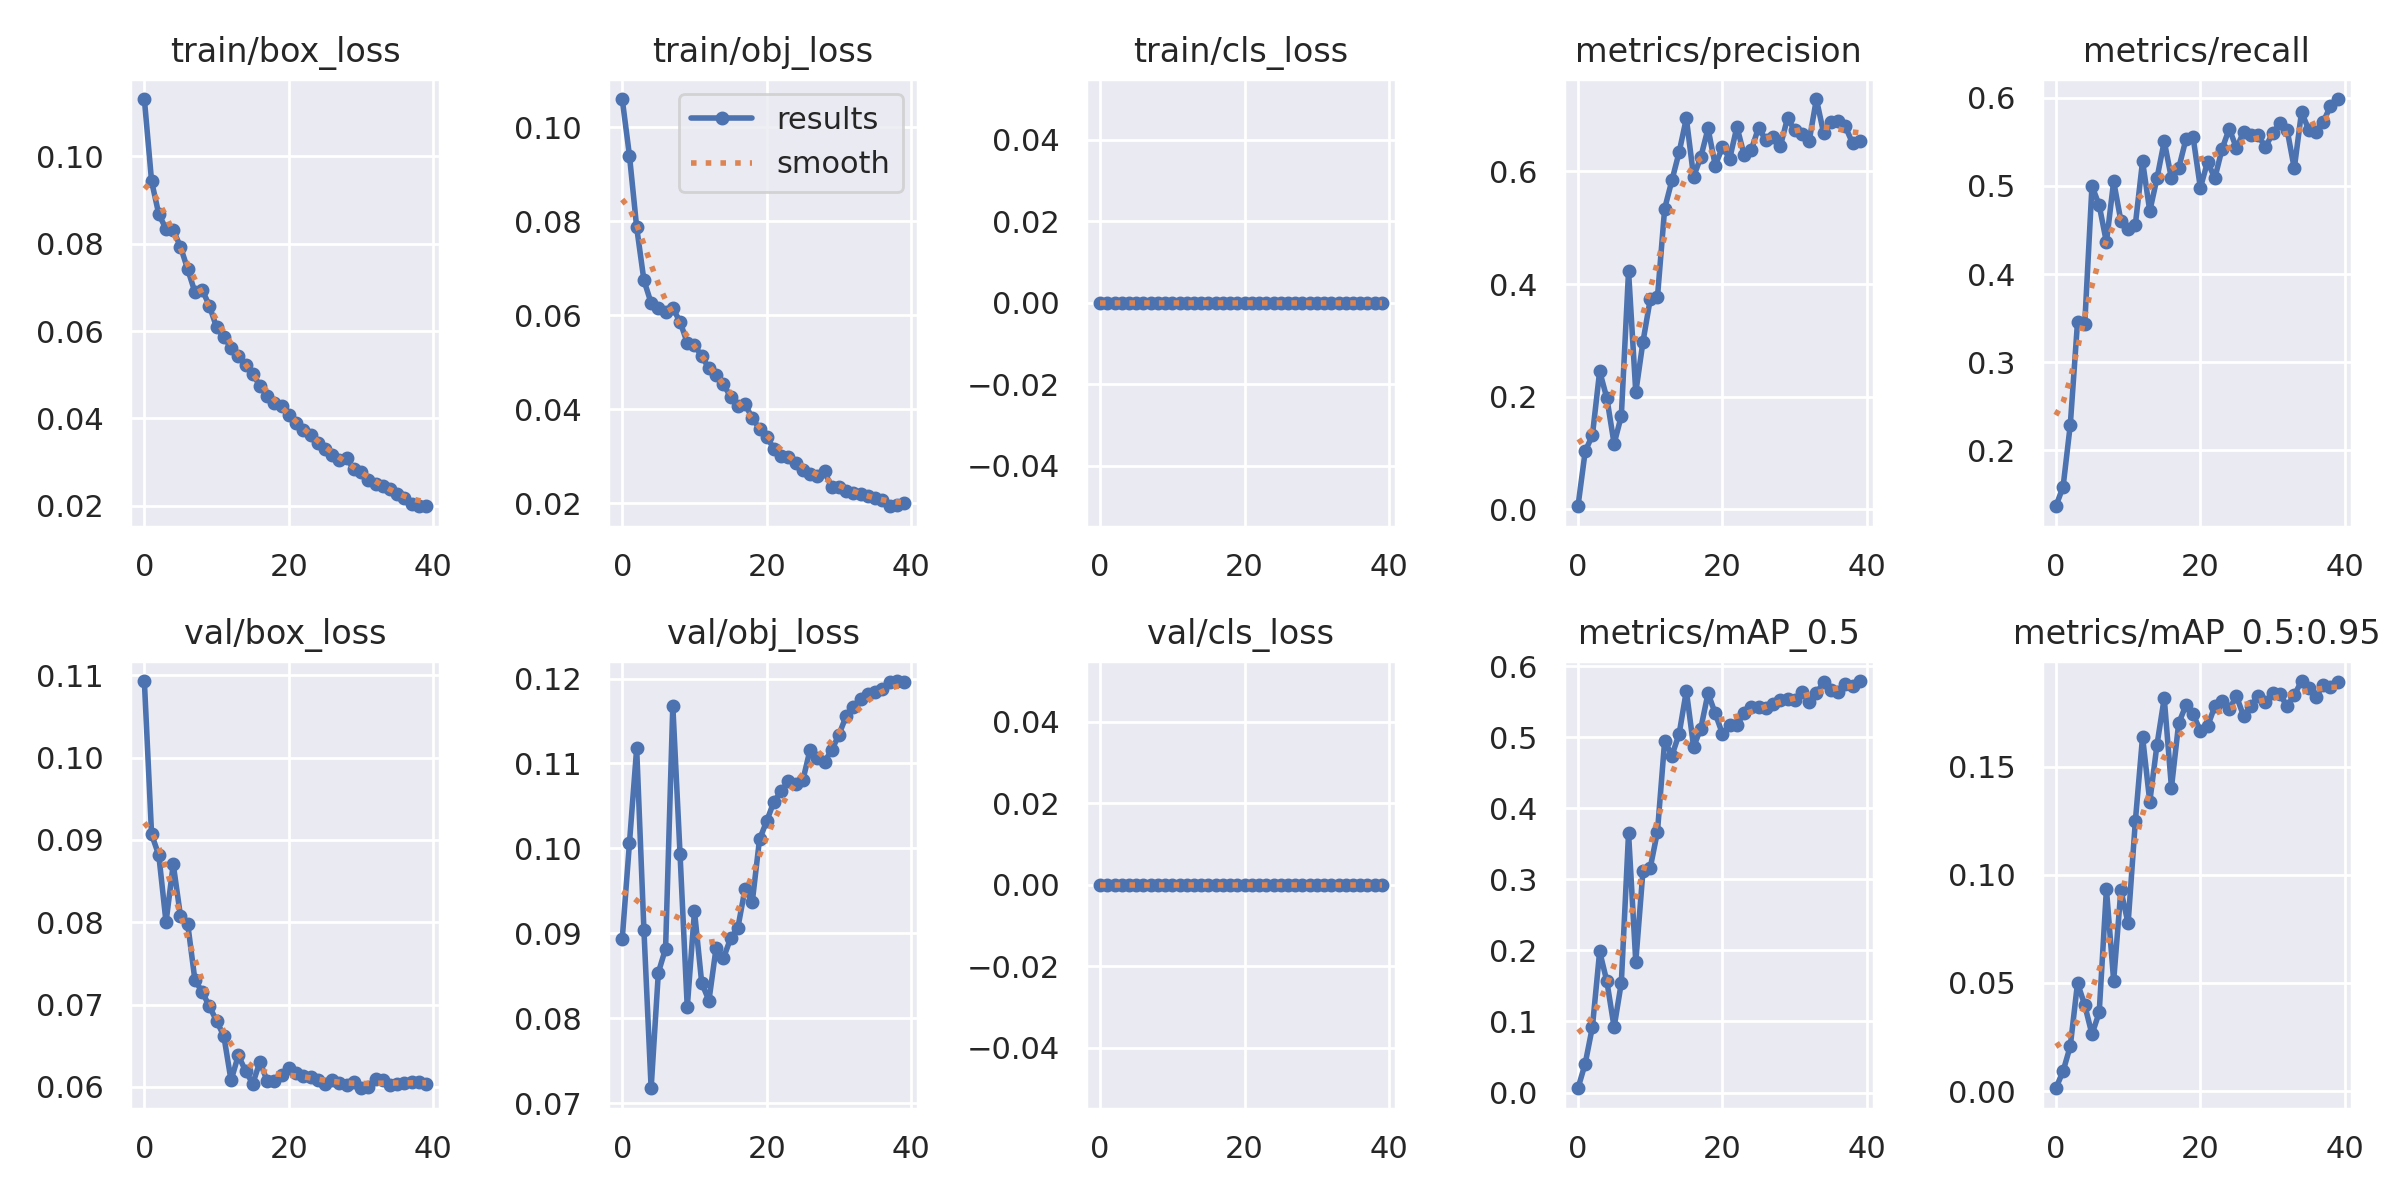 train/box_loss
0.10
0.08
0.06
0.04
0.02
0 20 40
train/obj_loss
results
smooth
0.10
0.08
0.06
0.04
0.02
0 20 40
train/cls_loss
0.04
0.02
0.00
−0.02
−0.04
0 20 40
metrics/precision
0.6
0.4
0.2
0.0
0 20 40
metrics/recall
0.6
0.5
0.4
0.3
0.2
0 20 40
val/box_loss
0.11
0.10
0.09
0.08
0.07
0.06
0 20 40
val/obj_loss
0.12
0.11
0.10
0.09
0.08
0.07
0 20 40
val/cls_loss
0.04
0.02
0.00
−0.02
−0.04
0 20 40
metrics/mAP_0.5
0.6
0.5
0.4
0.3
0.2
0.1
0.0
0 20 40
metrics/mAP_0.5:0.95
0.15
0.10
0.05
0.00
0 20 40